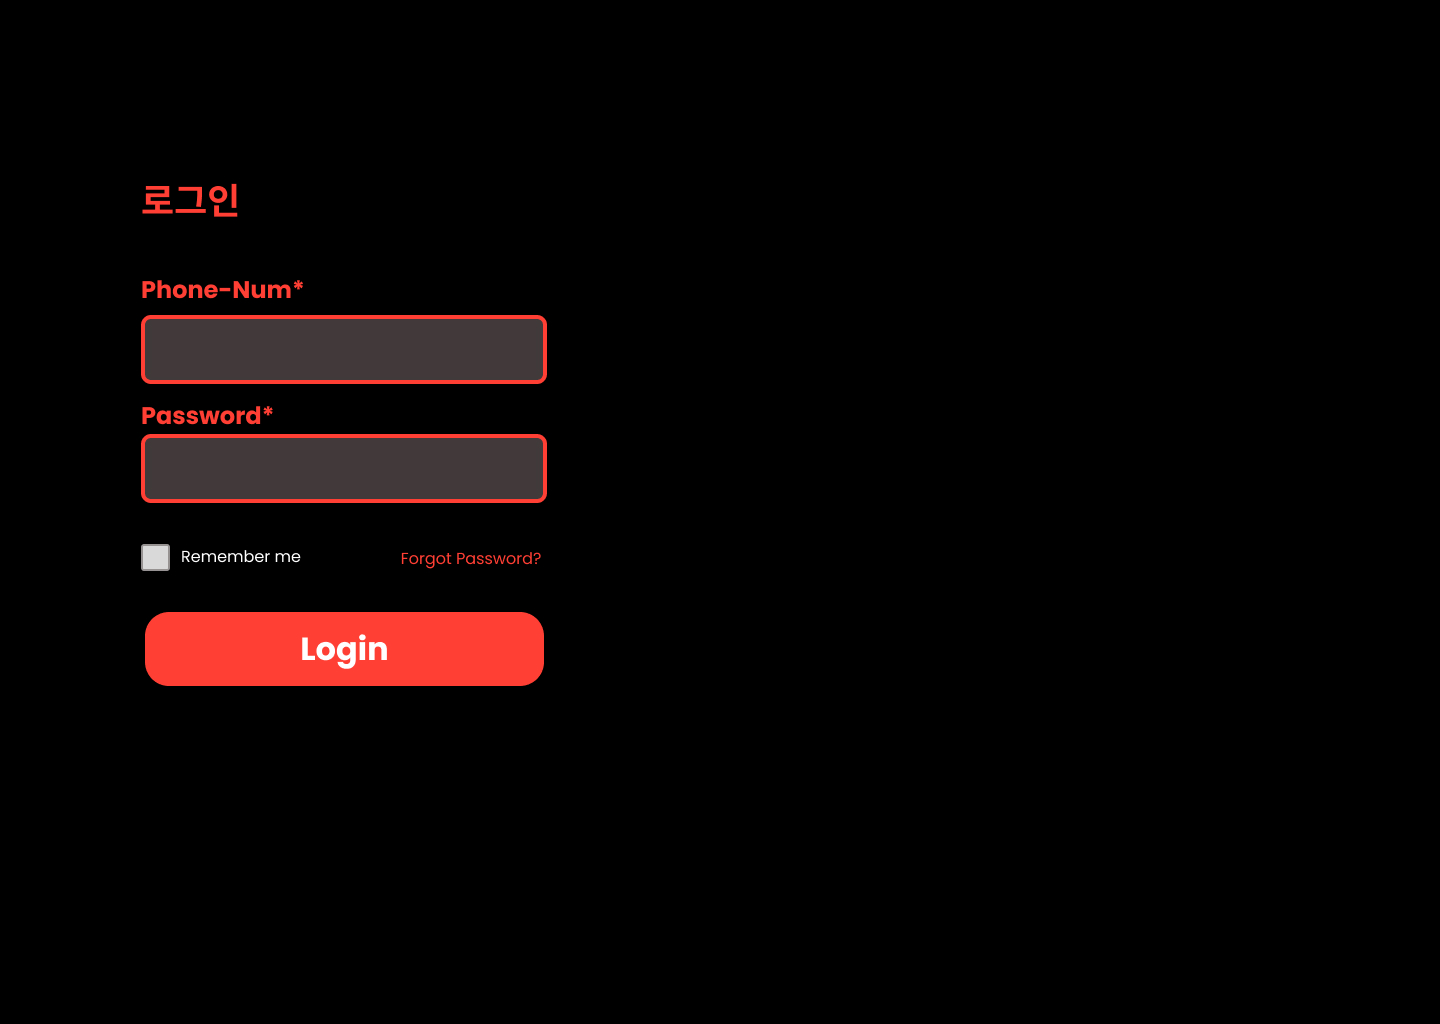 로그인
Phone-Num*
Password*
Remember me
Forgot Password?
Login